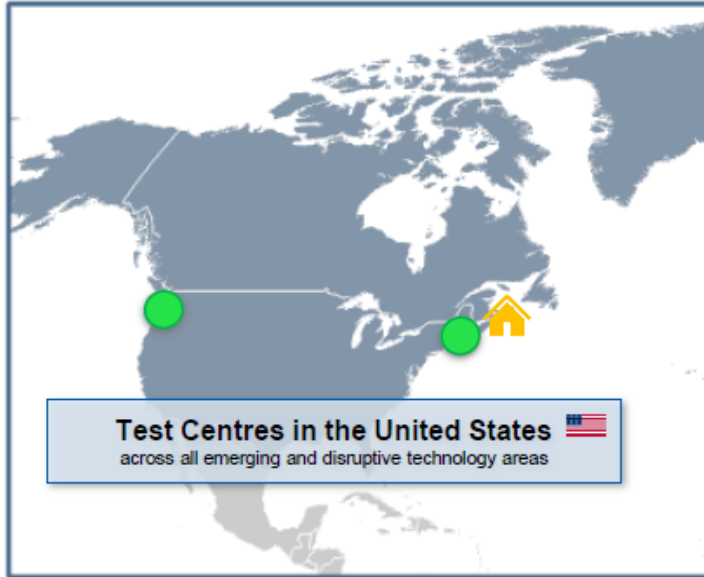 Test Centres in the United States
across all emerging and disruptive technology areas